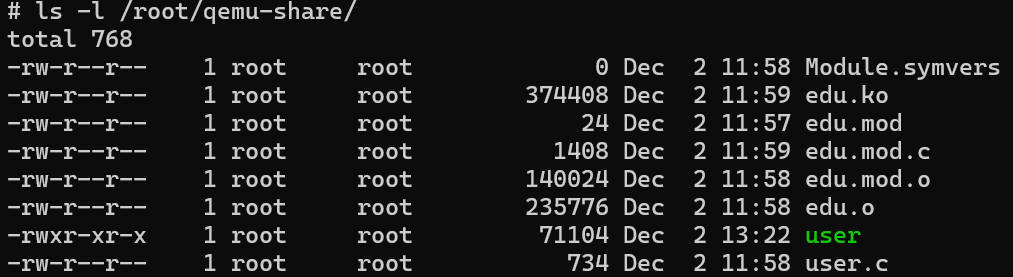 # ls -l /root/qemu-share/
total 768
-rw-r--r--    1 root     root             0 Dec  2 11:58 Module.symvers
-rw-r--r--    1 root     root        374408 Dec  2 11:59 edu.ko
-rw-r--r--    1 root     root            24 Dec  2 11:57 edu.mod
-rw-r--r--    1 root     root          1408 Dec  2 11:59 edu.mod.c
-rw-r--r--    1 root     root        140024 Dec  2 11:58 edu.mod.o
-rw-r--r--    1 root     root        235776 Dec  2 11:58 edu.o
-rwxr-xr-x    1 root     root         71104 Dec  2 13:22 user
-rw-r--r--    1 root     root           734 Dec  2 11:58 user.c